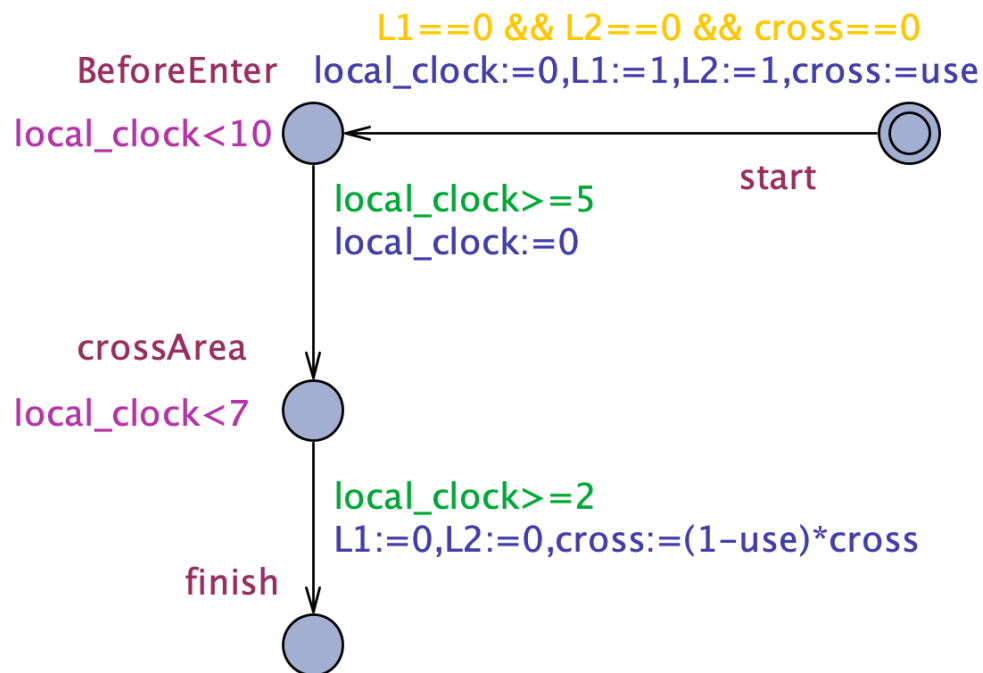 L1==0 && L2==0 && cross==0
BeforeEnter
local_clock:=0,L1:=1,L2:=1,cross:=use
local_clock<10
start
local_clock>=5
local_clock:=0
crossArea
local_clock<7
local_clock>=2
L1:=0,L2:=0,cross:=(1-use)*cross
finish